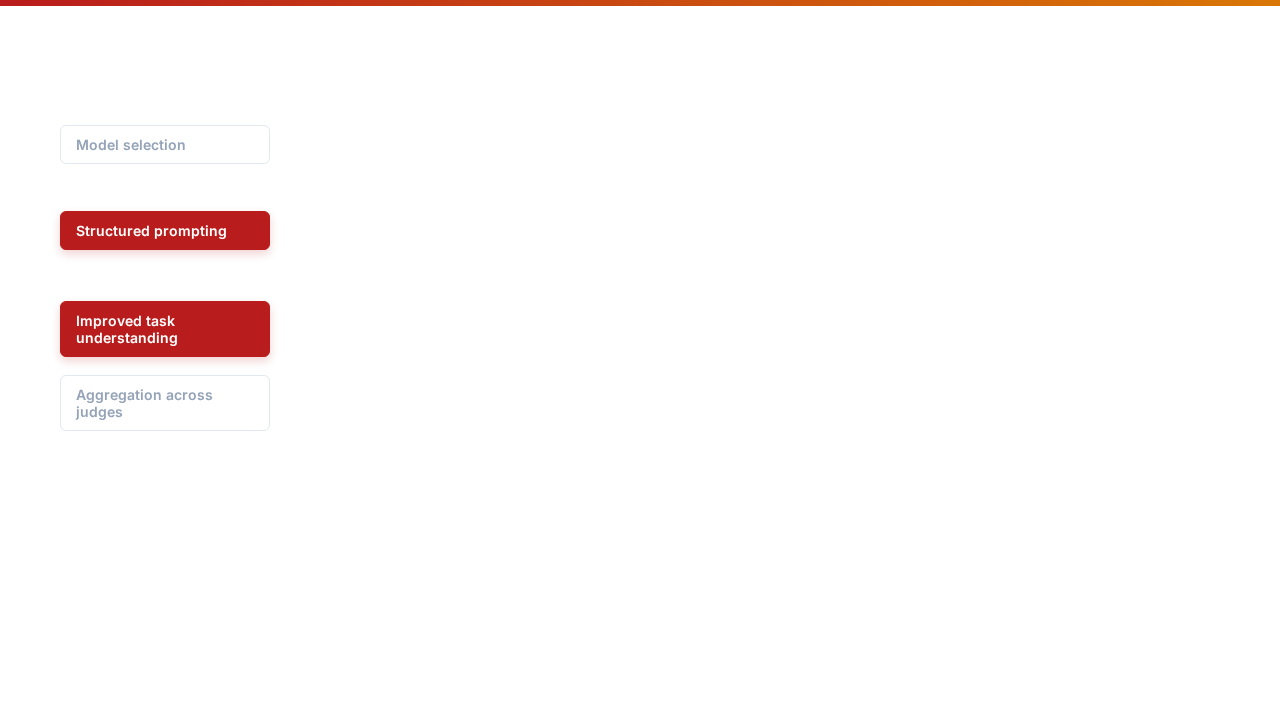 Model selection
Structured prompting
Improved task
understanding
Aggregation across
judges